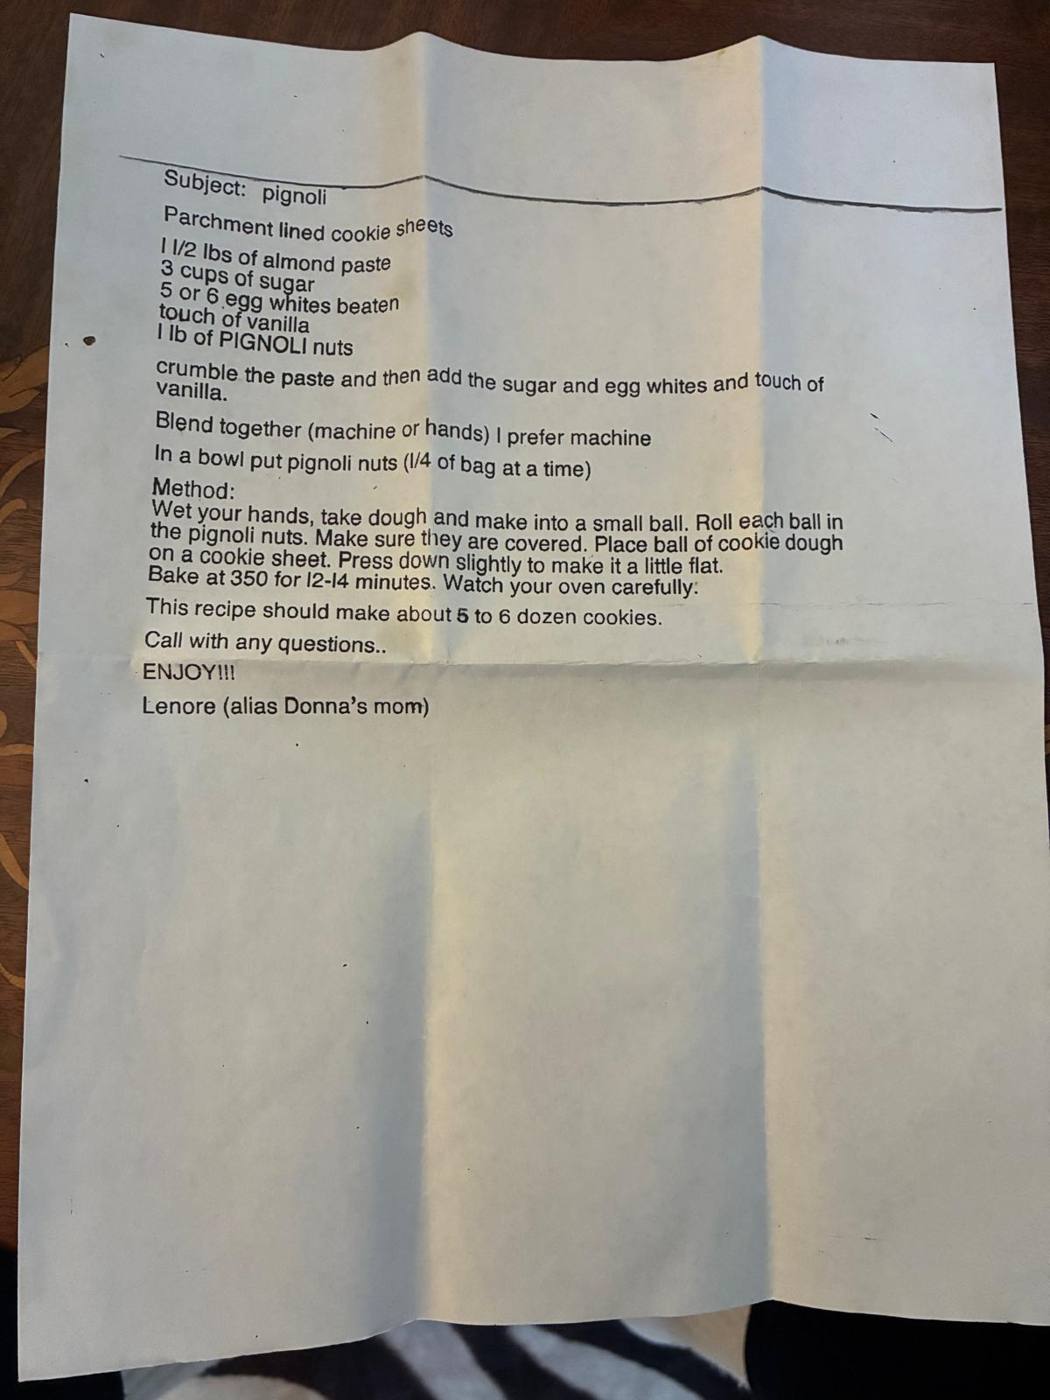 Subject: pignoli
Parchment lined cookie sheets
1 1/2 lbs of almond paste
3 cups of sugar
5 or 6 egg whites beaten
touch of vanilla
1 lb of PIGNOLI nuts
crumble the paste and then add the sugar and egg whites and touch of
vanilla.
Blend together (machine or hands) I prefer machine
In a bowl put pignoli nuts (1/4 of bag at a time)
Method:
Wet your hands, take dough and make into a small ball. Roll each ball in
the pignoli nuts. Make sure they are covered. Place ball of cookie dough
on a cookie sheet. Press down slightly to make it a little flat.
Bake at 350 for 12-14 minutes. Watch your oven carefully:
This recipe should make about 5 to 6 dozen cookies.
Call with any questions..
ENJOY!!!
Lenore (alias Donna's mom)